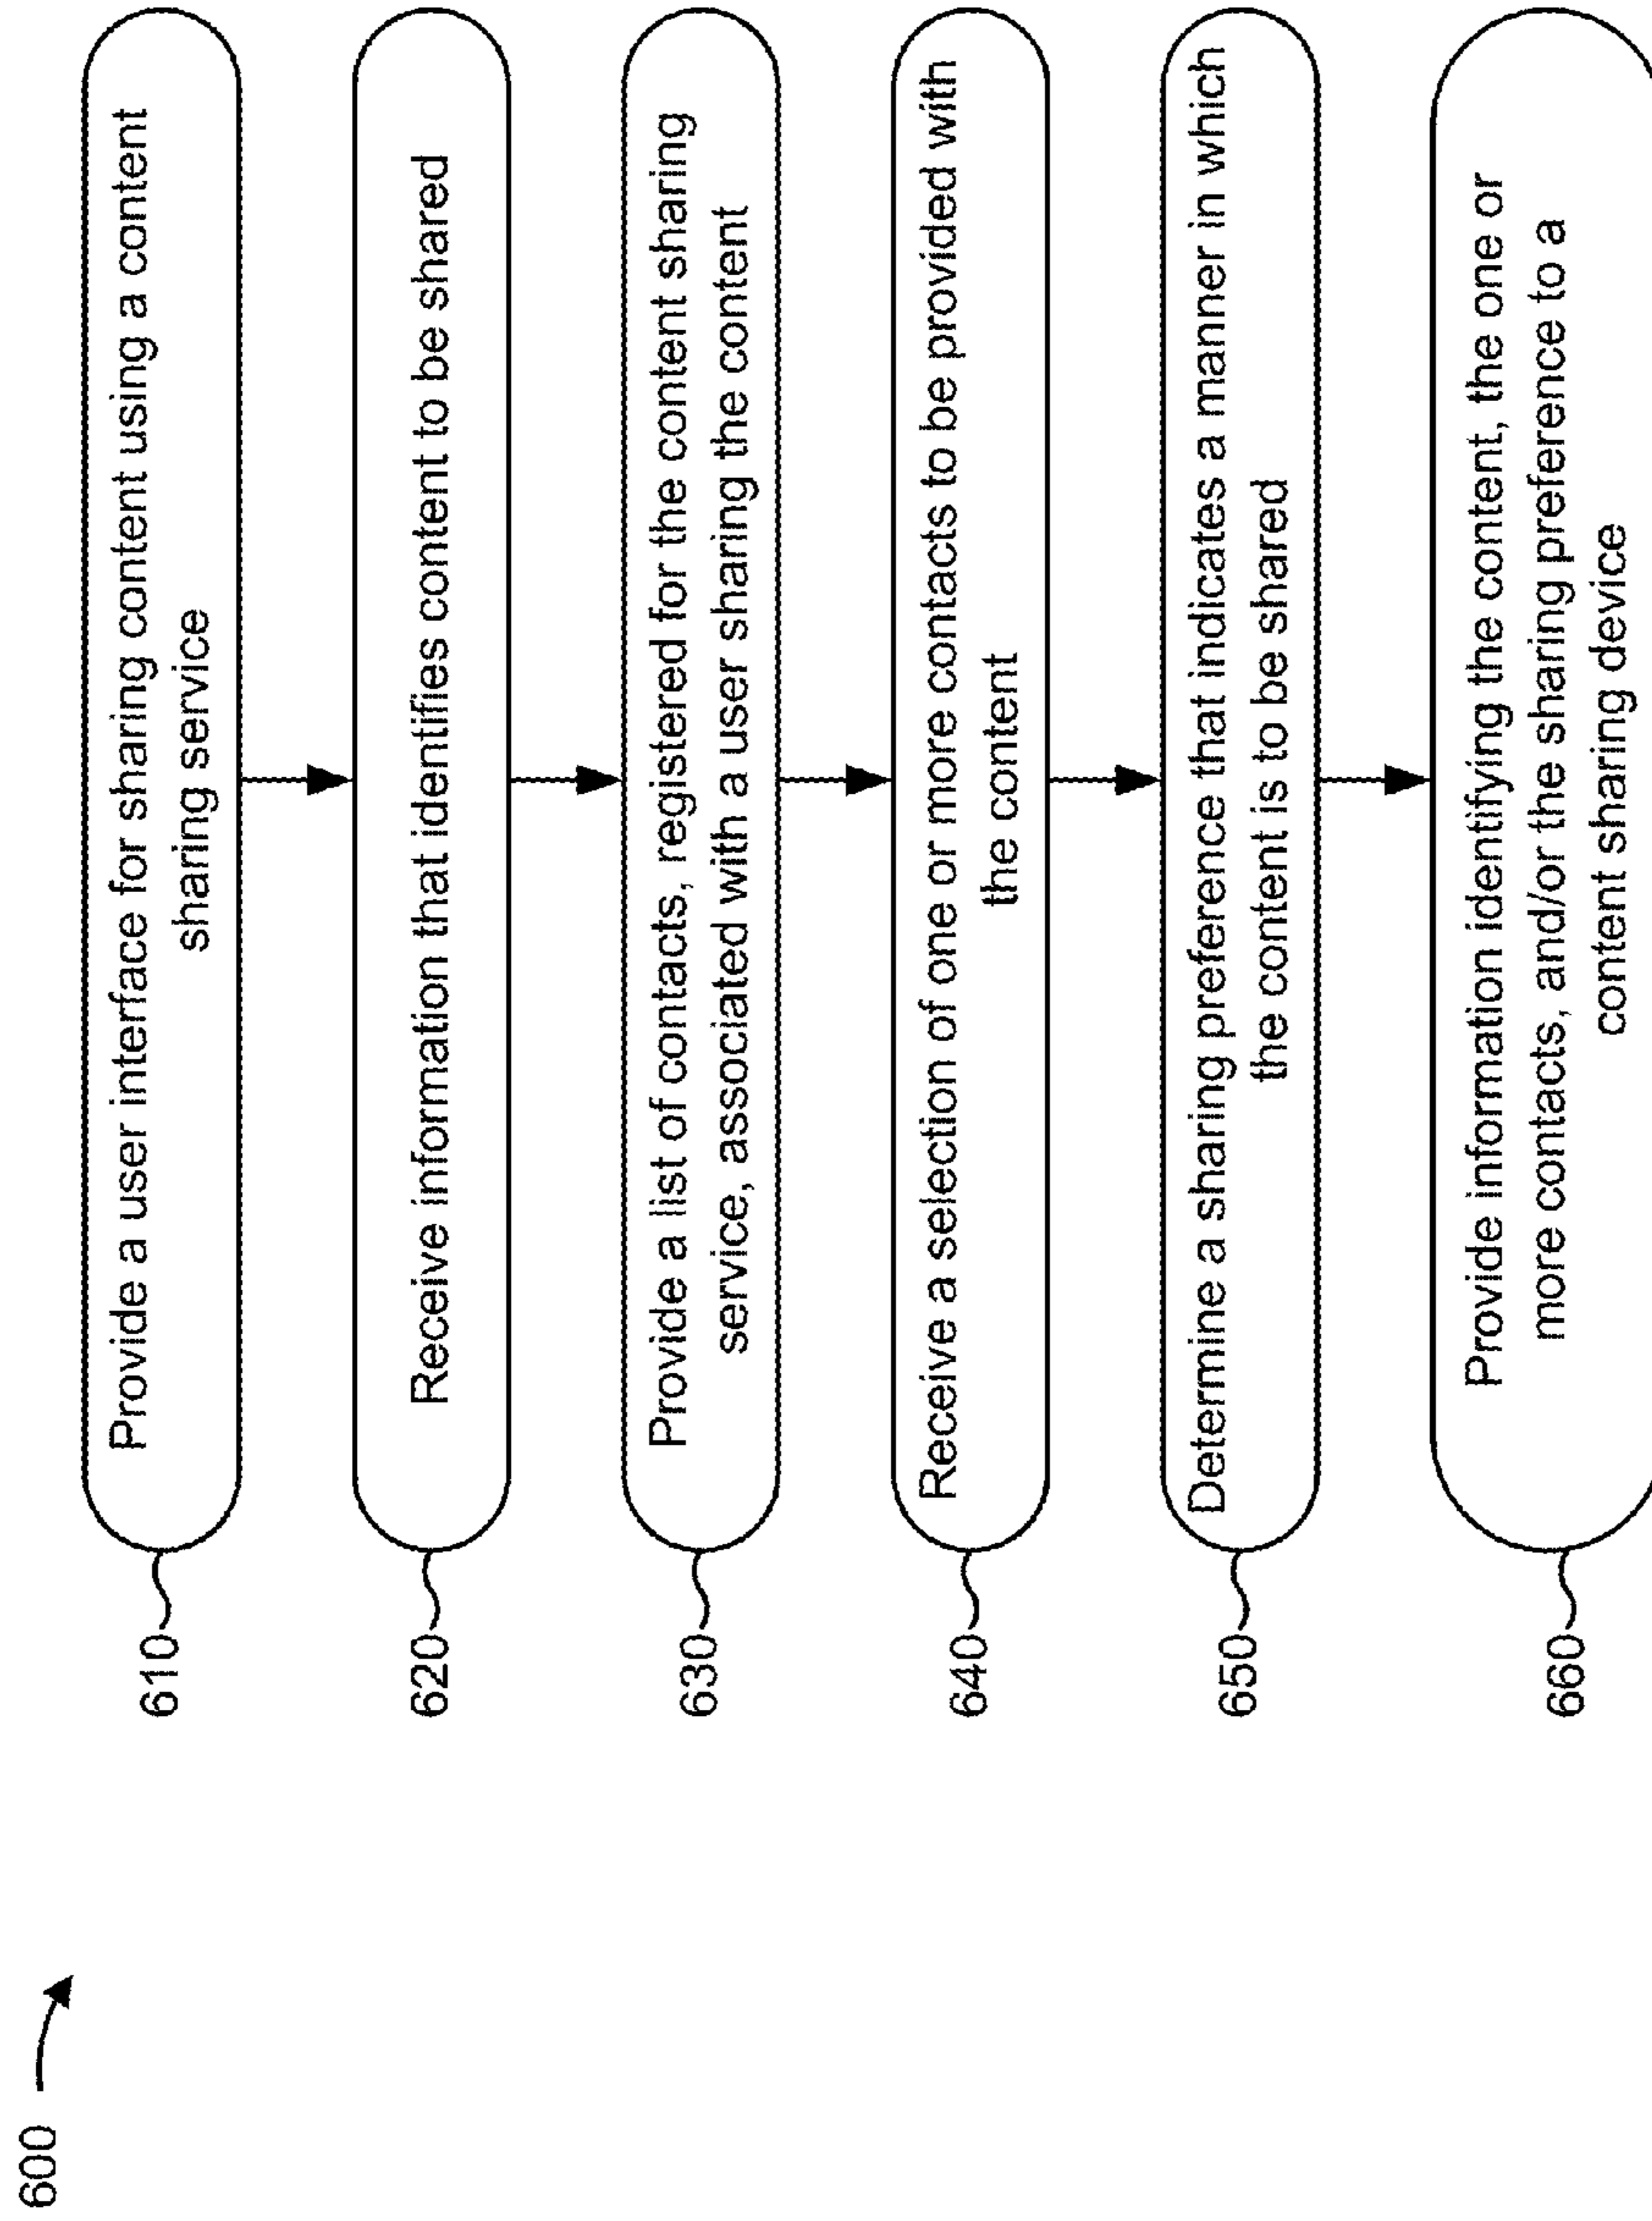 600
610
Provide a user interface for sharing content using a content
sharing service
620
Receive information that identifies content to be shared
630
Provide a list of contacts, registered for the content sharing
service, associated with a user sharing the content
640
Receive a selection of one or more contacts to be provided with
the content
650
Determine a sharing preference that indicates a manner in which
the content is to be shared
660
Provide information identifying the content, the one or
more contacts, and/or the sharing preference to a
content sharing device